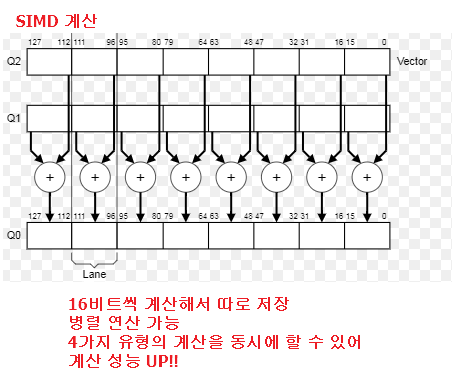 SIMD 계산
127 112 111 96 95 80 79 64 63 48 47 32 31 16 15 0
Q2 Vector
Q1
+ + + + + + + +
127 112 111 96 95 80 79 64 63 48 47 32 31 16 15 0
Q0
Lane
16비트씩 계산해서 따로 저장
병렬 연산 가능
4가지 유형의 계산을 동시에 할 수 있어
계산 성능 UP!!